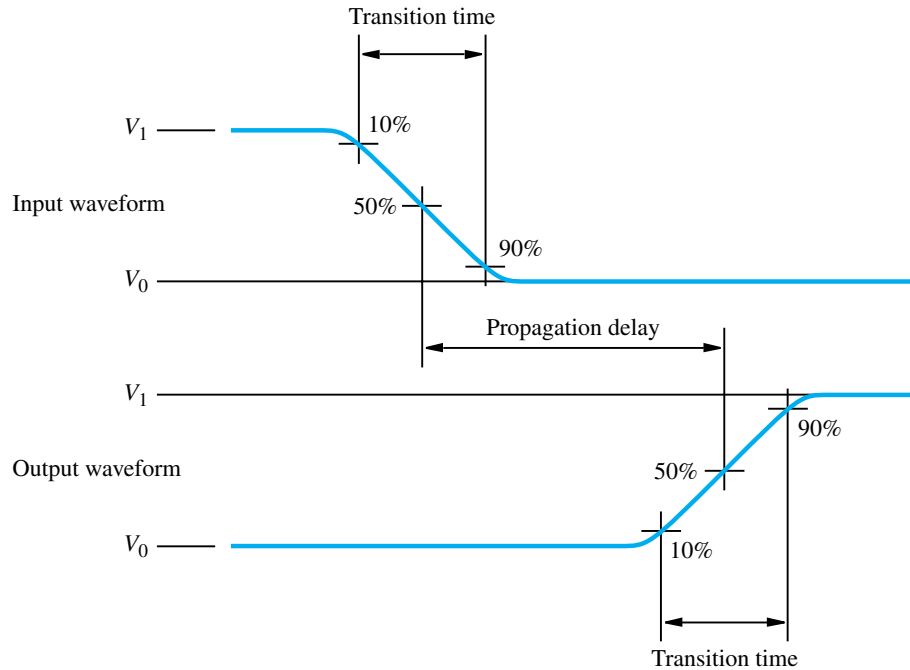 Transition time
10%
V1
Input waveform
50%
90%
V0
Propagation delay
V1
90%
Output waveform
50%
V0
10%
Transition time